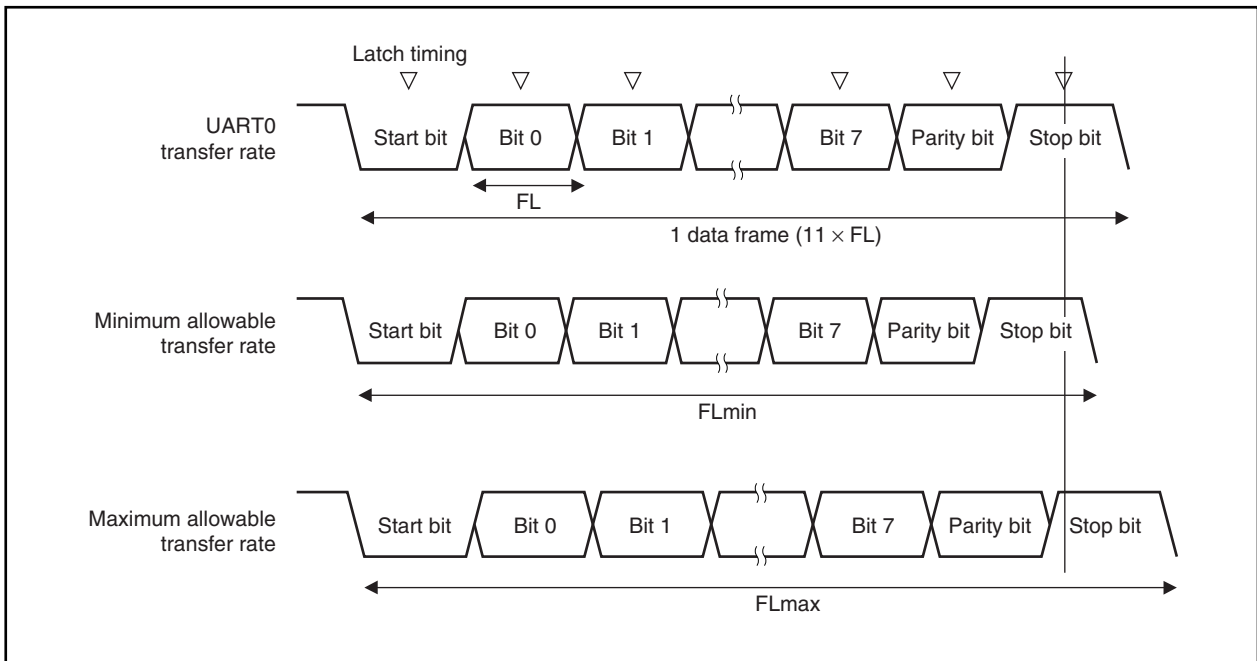 Latch timing
UART0
transfer rate
Start bit
Bit 0
Bit 1
Bit 7
Parity bit
Stop bit
FL
1 data frame (11 × FL)
Minimum allowable
transfer rate
Start bit
Bit 0
Bit 1
Bit 7
Parity bit
Stop bit
FLmin
Maximum allowable
transfer rate
Start bit
Bit 0
Bit 1
Bit 7
Parity bit
Stop bit
FLmax